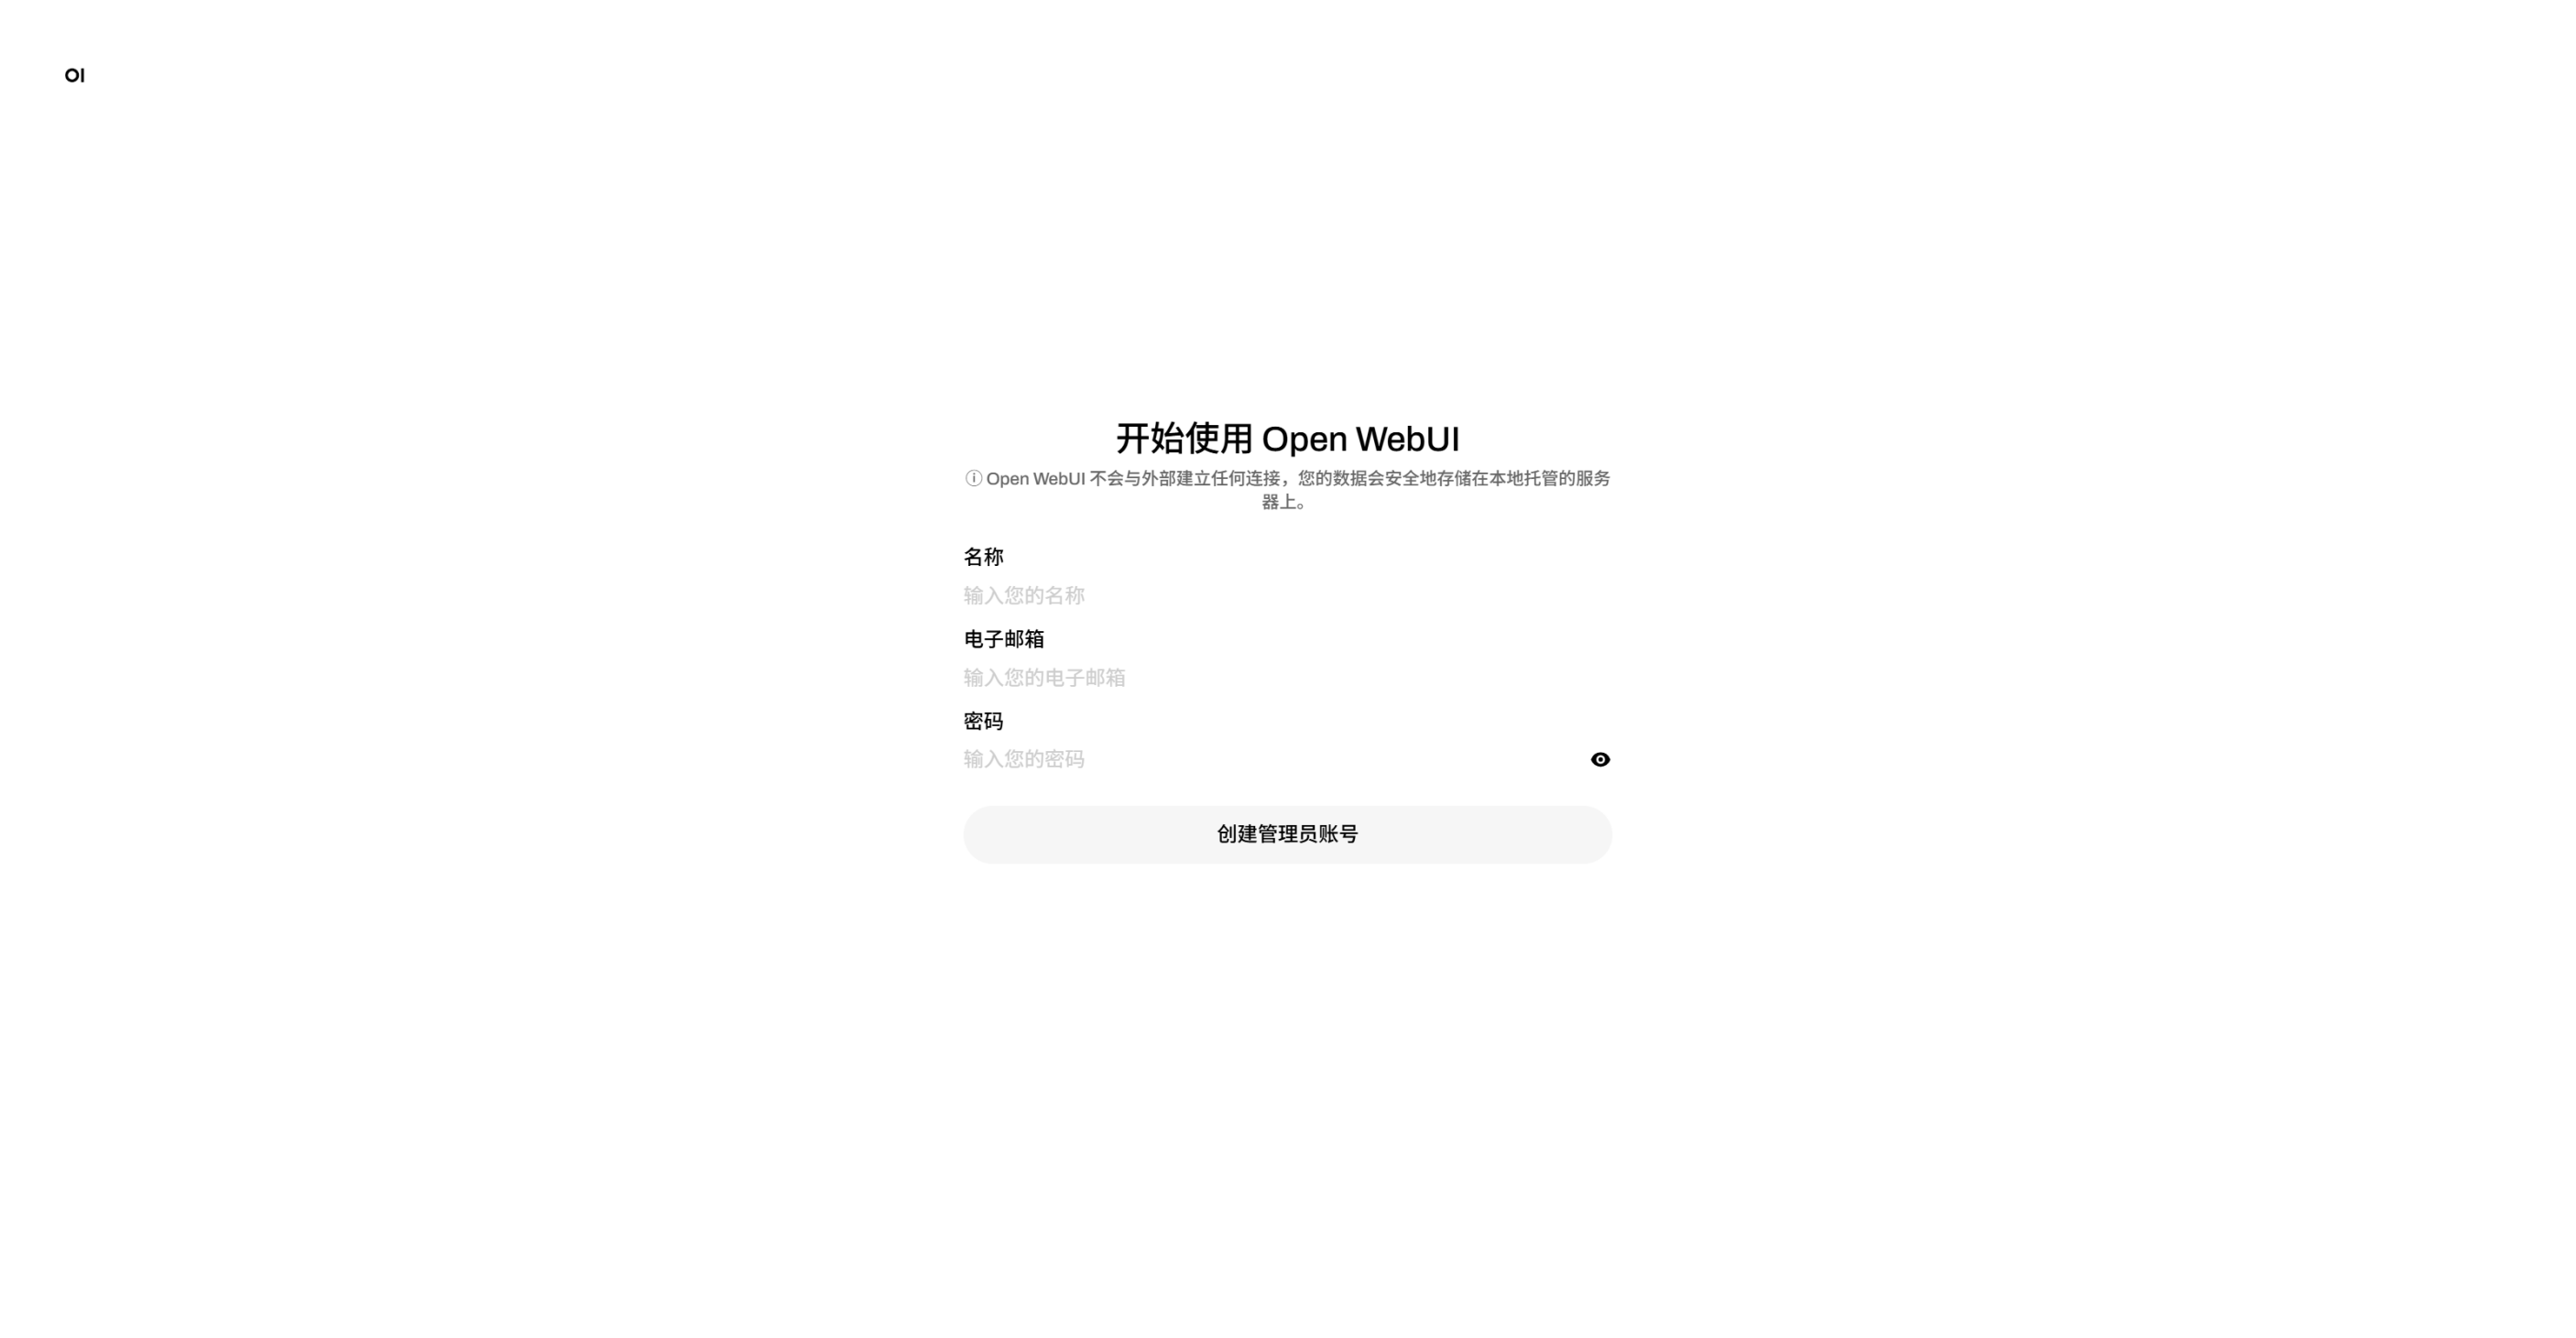 OI
开始使用 Open WebUI
ⓘ Open WebUI 不会与外部建立任何连接，您的数据会安全地存储在本地托管的服务
器上。
名称
输入您的名称
电子邮箱
输入您的电子邮箱
密码
输入您的密码
创建管理员账号